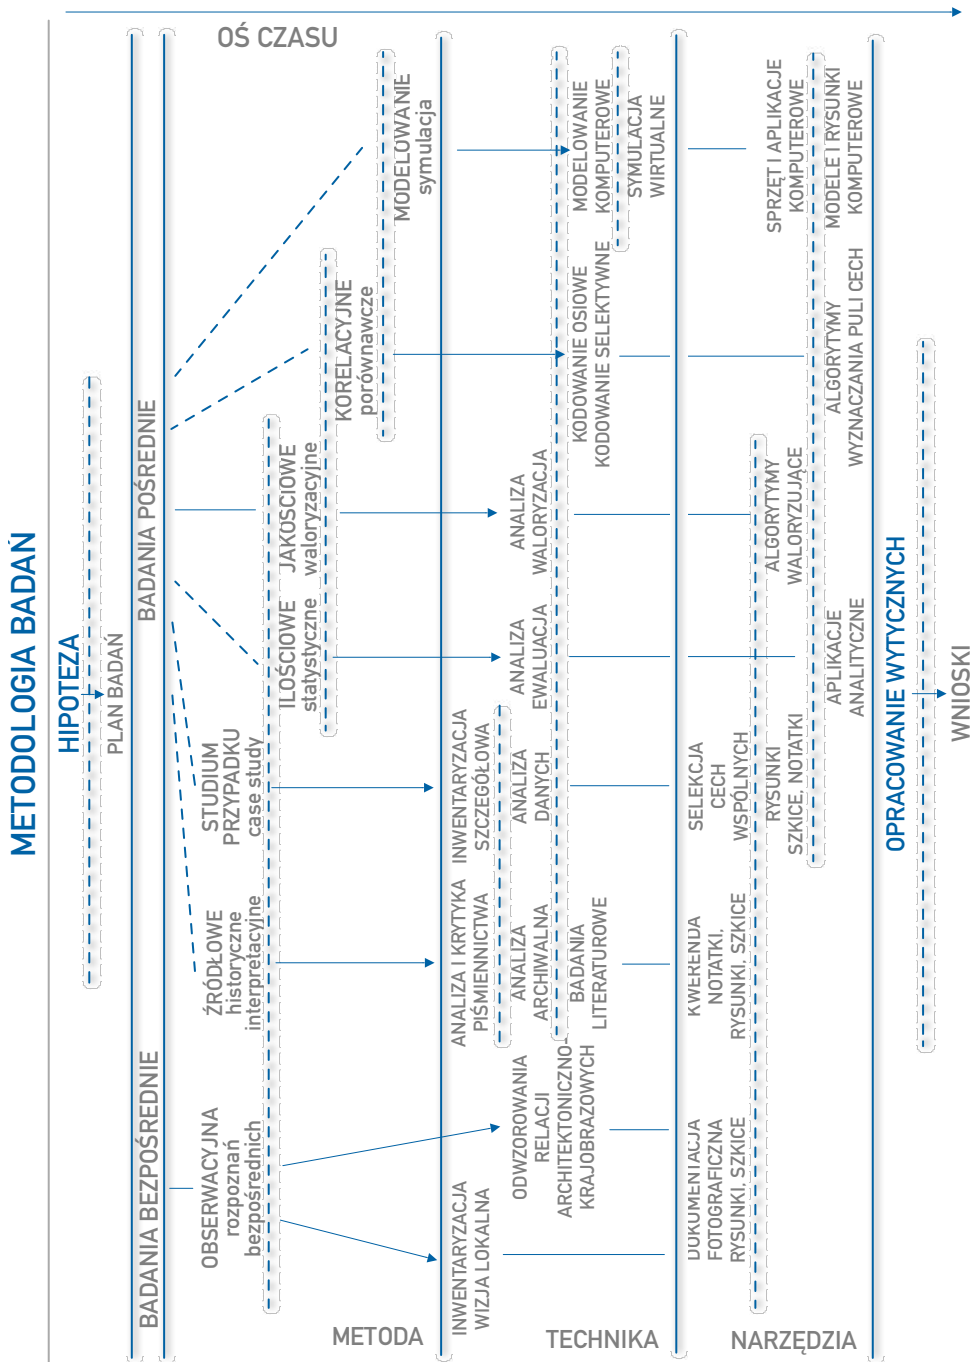 OŚ CZASU
METODOLOGIA BADAŃ
HIPOTEZA
PLAN BADAŃ
BADANIA POŚREDNIE
BADANIA BEZPOŚREDNIE
MODELOWANIE
symulacja
KORELACYJNE
porównawcze
JAKOŚCIOWE
waloryzacyjne
ILOŚCIOWE
statystyczne
STUDIUM
PRZYPADKU
case study
ŹRÓDŁOWE
historyczne
interpretacyjne
OBSERWACYJNA
rozpoznań
bezpośrednich
METODA
MODELOWANIE
KOMPUTEROWE
SYMULACJA
WIRTUALNE
KODOWANIE OSIOWE
KODOWANIE SELEKTYWNE
ANALIZA
WALORYZACJA
ANALIZA
EWALUACJA
INWENTARYZACJA
SZCZEGÓŁOWA
ANALIZA
DANYCH
ANALIZA I KRYTYKA
PIŚMIENNICTWA
ANALIZA
ARCHIWALNA
BADANIA
LITERATUROWE
ODWZOROWANIA
RELACJI
ARCHITEKTONICZNO-
KRAJOBRAZOWYCH
INWENTARYZACJA
WIZJA LOKALNA
TECHNIKA
SPRZĘT I APLIKACJE
KOMPUTEROWE
MODELE I RYSUNKI
KOMPUTEROWE
ALGORYTYMY
WYZNACZANIA PULI CECH
ALGORYTYMY
WALORYZUJĄCE
APLIKACJE
ANALITYCZNE
SELEKCJA
CECH
WSPÓLNYCH
RYSUNKI
SZKICE, NOTATKI
KWERENDA
NOTATKI,
RYSUNKI, SZKICE
DOKUMENTACJA
FOTOGRAFICZNA
RYSUNKI, SZKICE
NARZĘDZIA
OPRACOWANIE WYTYCZNYCH
WNIOSKI